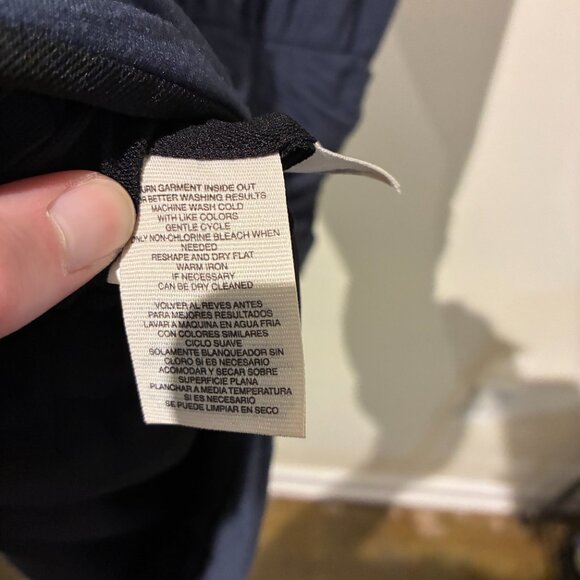 URN GARMENT INSIDE OUT
R BETTER WASHING RESULTS
MACHINE WASH COLD
WITH LIKE COLORS
GENTLE CYCLE
ONLY NON-CHLORINE BLEACH WHEN
NEEDED
RESHAPE AND DRY FLAT
WARM IRON
IF NECESSARY
CAN BE DRY CLEANED
VOLVER AL REVES ANTES
PARA MEJORES RESULTADOS
LAVAR A MAQUINA EN AGUA FRIA
CON COLORES SIMILARES
CICLO SUAVE
SOLAMENTE BLANQUEADOR SIN
CLORO SI ES NECESARIO
ACOMODAR Y SECAR SOBRE
SUPERFICIE PLANA
PLANCHAR A MEDIA TEMPERATURA
SI ES NECESARIO
SE PUEDE LIMPIAR EN SECO